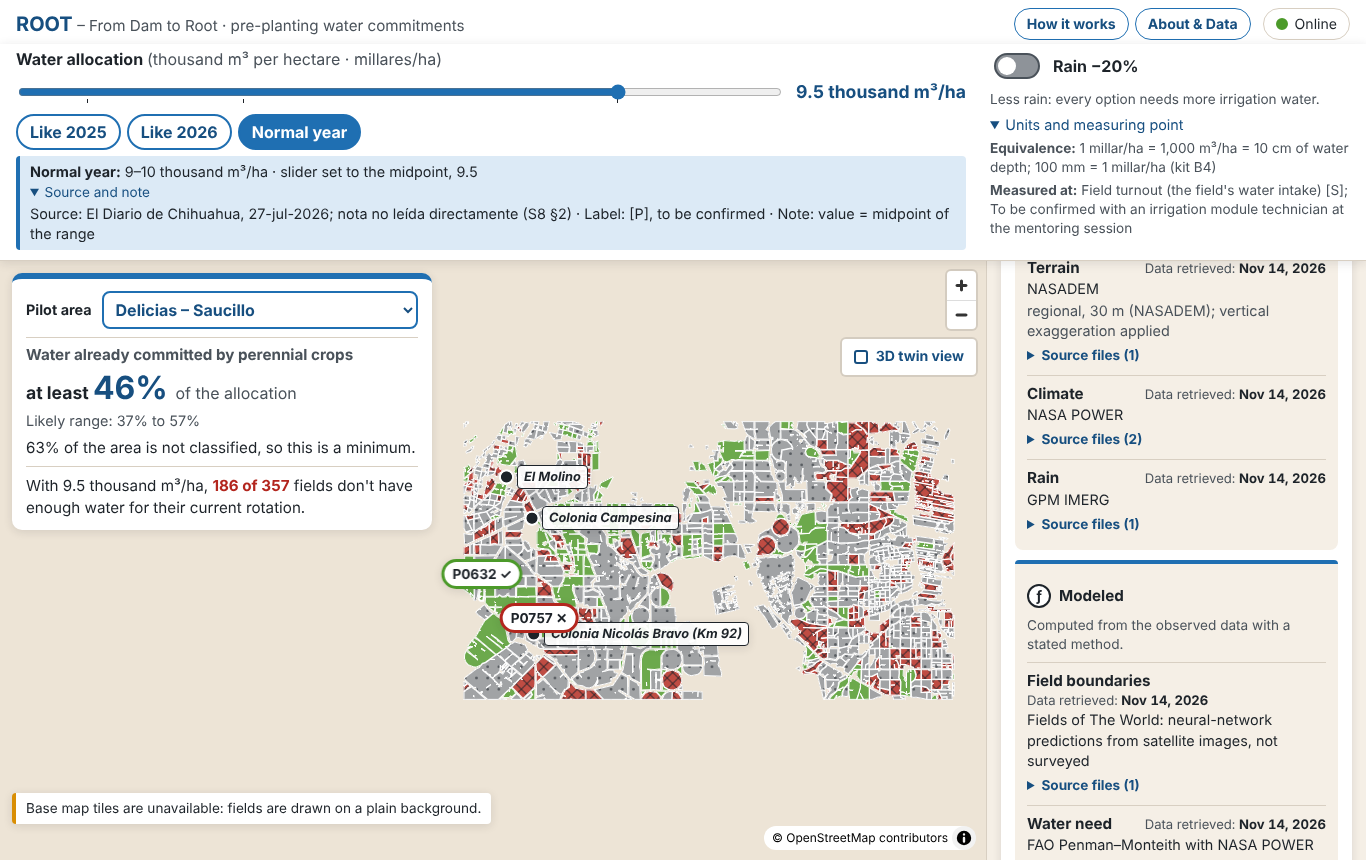 ROOT – From Dam to Root · pre-planting water commitments
How it works
About & Data
Online
Water allocation (thousand m³ per hectare · millares/ha)
9.5 thousand m³/ha
Like 2025
Like 2026
Normal year
Normal year: 9–10 thousand m³/ha · slider set to the midpoint, 9.5
▼ Source and note
Source: El Diario de Chihuahua, 27-jul-2026; nota no leída directamente (S8 §2) · Label: [P], to be confirmed · Note: value = midpoint of
the range
Rain −20%
Less rain: every option needs more irrigation water.
▼ Units and measuring point
Equivalence: 1 millar/ha = 1,000 m³/ha = 10 cm of water
depth; 100 mm = 1 millar/ha (kit B4)
Measured at: Field turnout (the field's water intake) [S];
To be confirmed with an irrigation module technician at
the mentoring session
Pilot area
Delicias – Saucillo
Water already committed by perennial crops
at least 46% of the allocation
Likely range: 37% to 57%
63% of the area is not classified, so this is a minimum.
With 9.5 thousand m³/ha, 186 of 357 fields don't have
enough water for their current rotation.
+
−
3D twin view
El Molino
Colonia Campesina
P0632 ✓
P0757 ✕
Colonia Nicolás Bravo (Km 92)
Base map tiles are unavailable: fields are drawn on a plain background.
© OpenStreetMap contributors
Terrain
Data retrieved: Nov 14, 2026
NASADEM
regional, 30 m (NASADEM); vertical
exaggeration applied
▶ Source files (1)
Climate
Data retrieved: Nov 14, 2026
NASA POWER
▶ Source files (2)
Rain
Data retrieved: Nov 14, 2026
GPM IMERG
▶ Source files (1)
ƒ Modeled
Computed from the observed data with a
stated method.
Field boundaries
Data retrieved: Nov 14, 2026
Fields of The World: neural-network
predictions from satellite images, not
surveyed
▶ Source files (1)
Water need
Data retrieved: Nov 14, 2026
FAO Penman–Monteith with NASA POWER